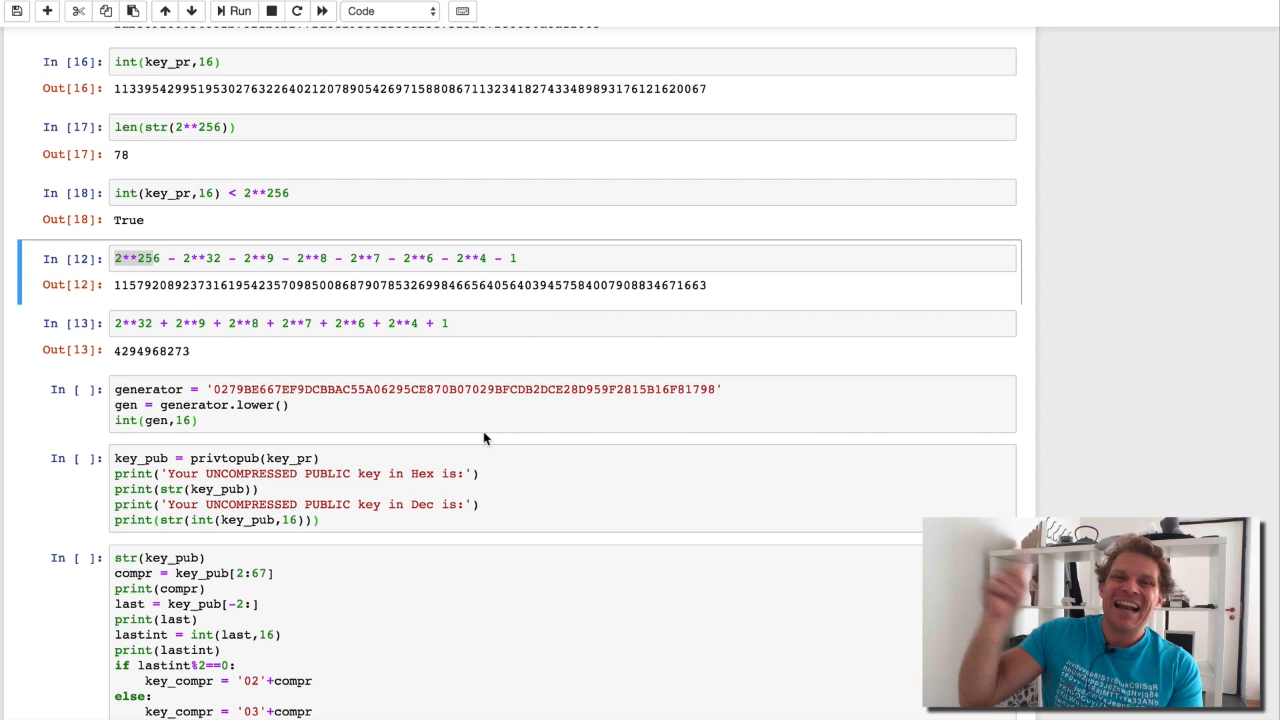 Run
Code
In [16]:
int(key_pr,16)
Out[16]:
11339542995195302763226402120789054269715880867113234182743348989317612​1620067
In [17]:
len(str(2**256))
Out[17]:
78
In [18]:
int(key_pr,16) < 2**256
Out[18]:
True
In [12]:
2**256 - 2**32 - 2**9 - 2**8 - 2**7 - 2**6 - 2**4 - 1
Out[12]:
115792089237316195423570985008687907853269984665640564039457584007908834671663
In [13]:
2**32 + 2**9 + 2**8 + 2**7 + 2**6 + 2**4 + 1
Out[13]:
4294968273
In [ ]:
generator = '0279BE667EF9DCBBAC55A06295CE870B07029BFCDB2DCE28D959F2815B16F81798'
gen = generator.lower()
int(gen,16)
In [ ]:
key_pub = privtopub(key_pr)
print('Your UNCOMPRESSED PUBLIC key in Hex is:')
print(str(key_pub))
print('Your UNCOMPRESSED PUBLIC key in Dec is:')
print(str(int(key_pub,16)))
In [ ]:
str(key_pub)
compr = key_pub[2:67]
print(compr)
last = key_pub[-2:]
print(last)
lastint = int(last,16)
print(lastint)
if lastint%2==0:
key_compr = '02'+compr
else:
key_compr = '03'+compr